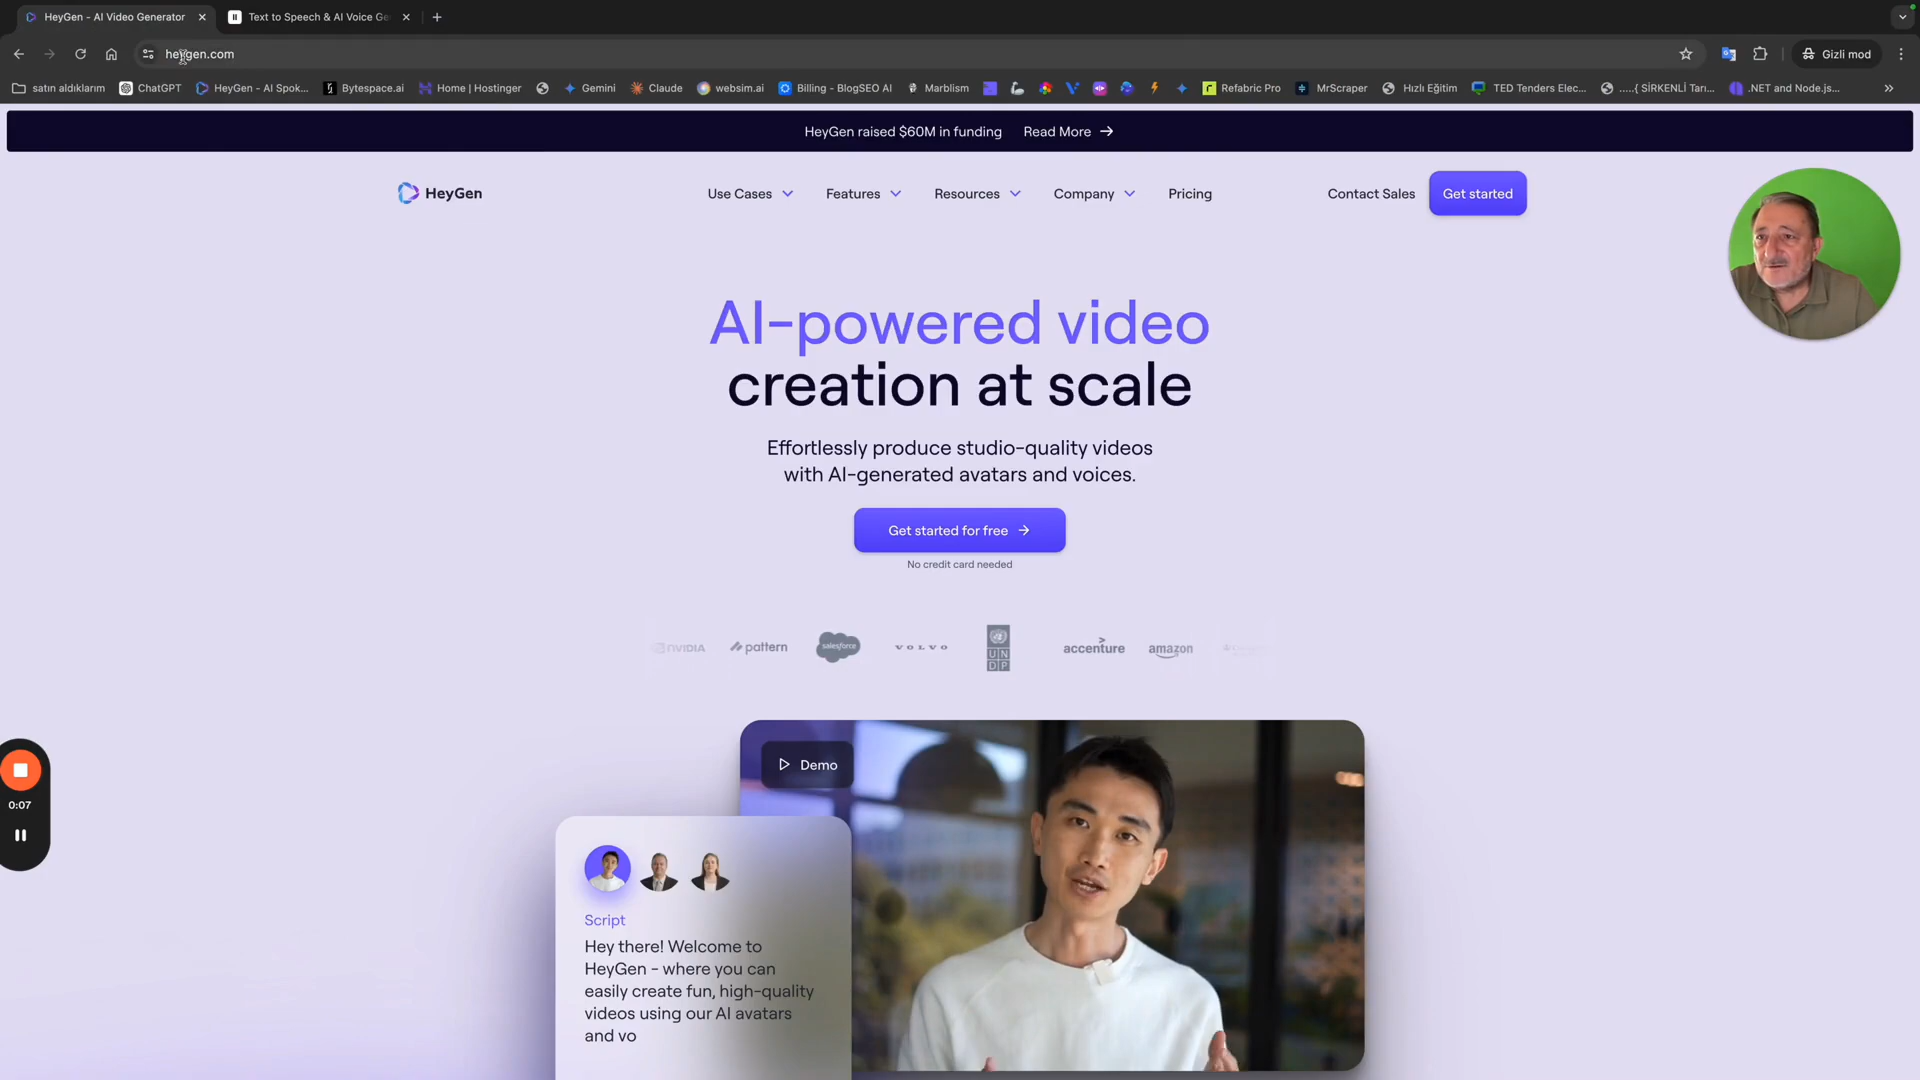 HeyGen - AI Video Generator
Text to Speech & AI Voice Ge
heygen.com
Gizli mod
satın aldıklarım
ChatGPT
HeyGen - AI Spok...
Bytespace.ai
Home | Hostinger
Gemini
Claude
websim.ai
Billing - BlogSEO AI
Marblism
Refabric Pro
MrScraper
Hızlı Eğitim
TED Tenders Elec...
.....{ SİRKENLİ Tarı...
.NET and Node.js...
HeyGen raised $60M in funding Read More
HeyGen
Use Cases
Features
Resources
Company
Pricing
Contact Sales
Get started
AI-powered video
creation at scale
Effortlessly produce studio-quality videos
with AI-generated avatars and voices.
Get started for free
No credit card needed
NVIDIA
pattern
salesforce
VOLVO
UN
DP
accenture
amazon
Demo
0:07
Script
Hey there! Welcome to
HeyGen - where you can
easily create fun, high-quality
videos using our AI avatars
and vo